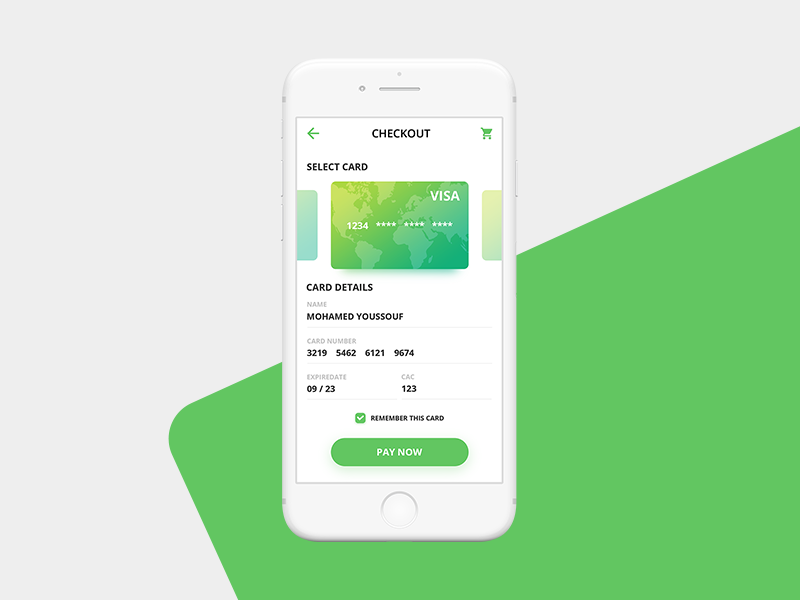 CHECKOUT
SELECT CARD
VISA
1234 **** **** ****
CARD DETAILS
NAME
MOHAMED YOUSSOUF
CARD NUMBER
3219 5462 6121 9674
EXPIREDATE CAC
09 / 23 123
REMEMBER THIS CARD
PAY NOW